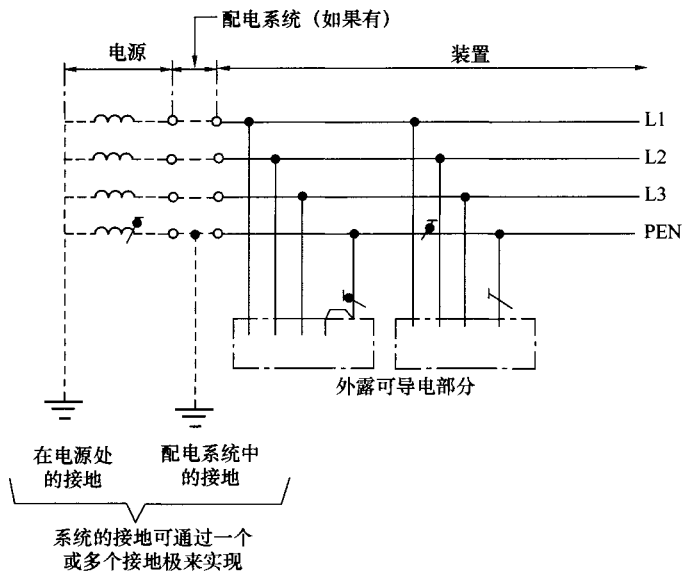 配电系统（如果有）
电源
装置
L1
L2
L3
PEN
外露可导电部分
在电源处
的接地
配电系统中
的接地
系统的接地可通过一个
或多个接地极来实现